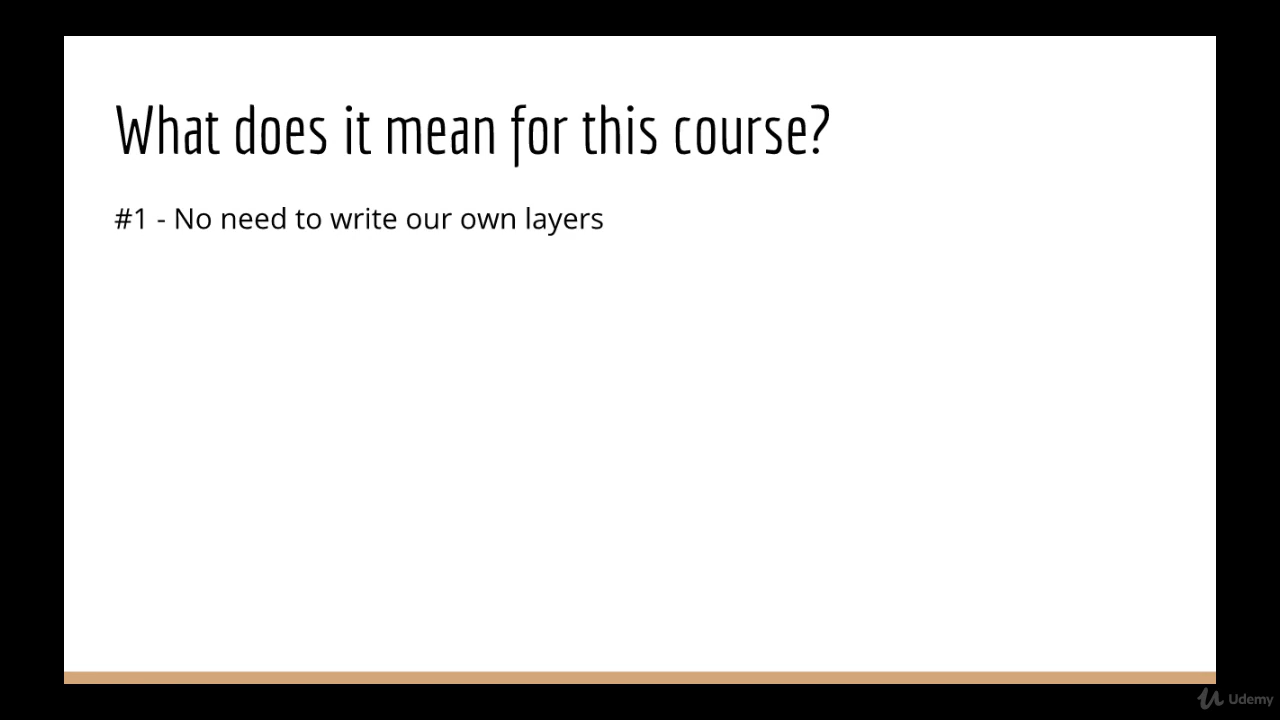 What does it mean for this course?
#1 - No need to write our own layers
Udemy